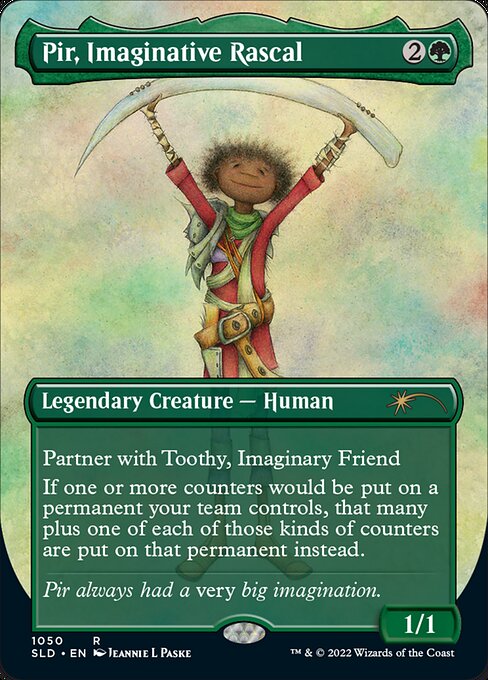 Pir, Imaginative Rascal 2
Legendary Creature — Human
Partner with Toothy, Imaginary Friend
If one or more counters would be put on a
permanent your team controls, that many
plus one of each of those kinds of counters
are put on that permanent instead.
Pir always had a very big imagination.
1/1
1050 R
SLD • EN Jeannie L Paske
™ & © 2022 Wizards of the Coast